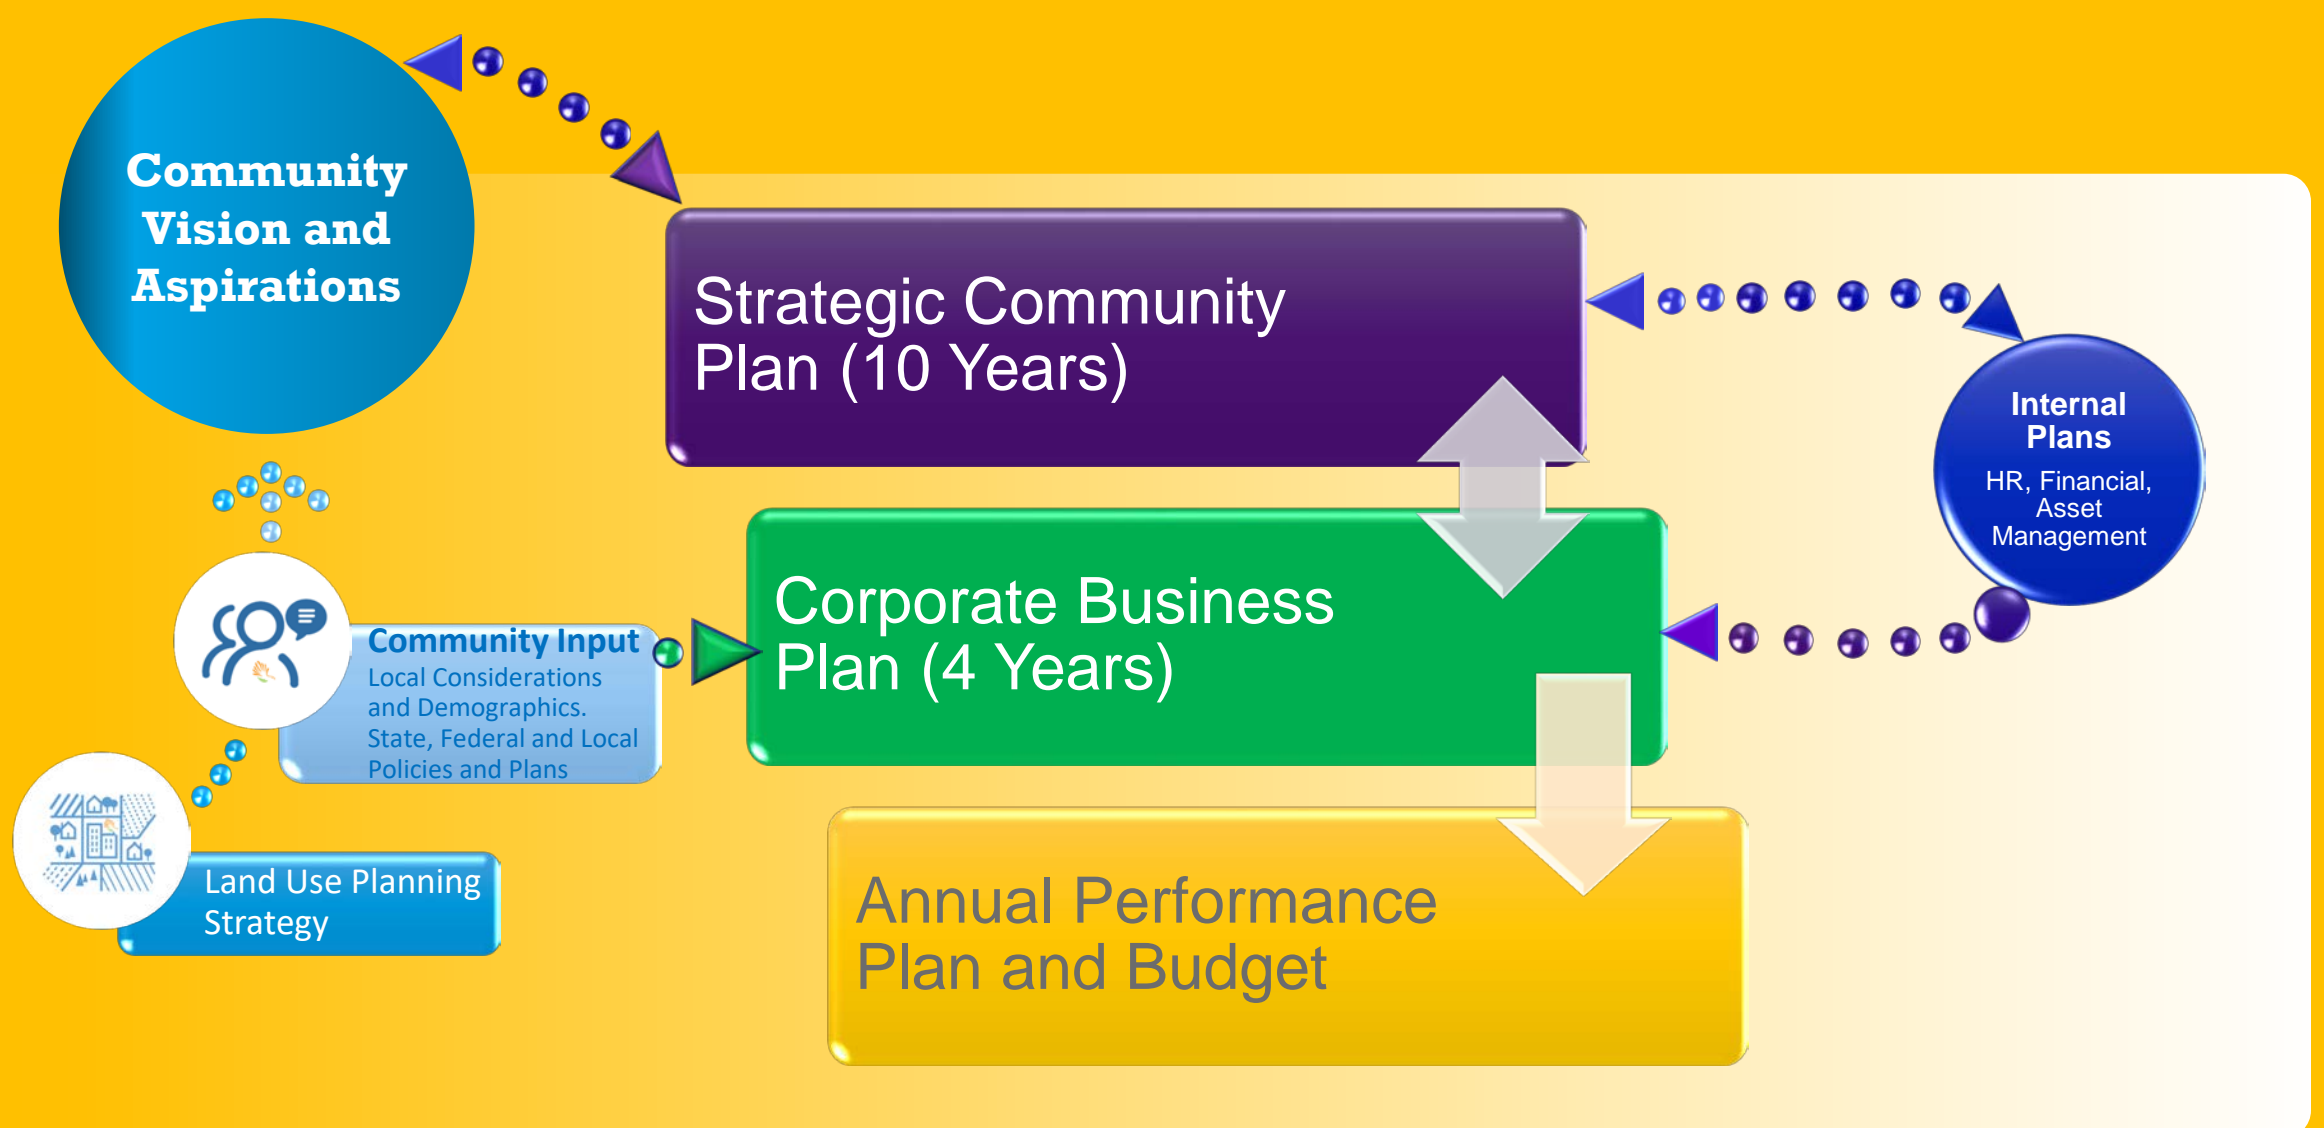 Community
Vision and
Aspirations
Strategic Community
Plan (10 Years)
Internal
Plans
HR, Financial,
Asset
Management
Corporate Business
Plan (4 Years)
Community Input
Local Considerations
and Demographics.
State, Federal and Local
Policies and Plans
Land Use Planning
Strategy
Annual Performance
Plan and Budget